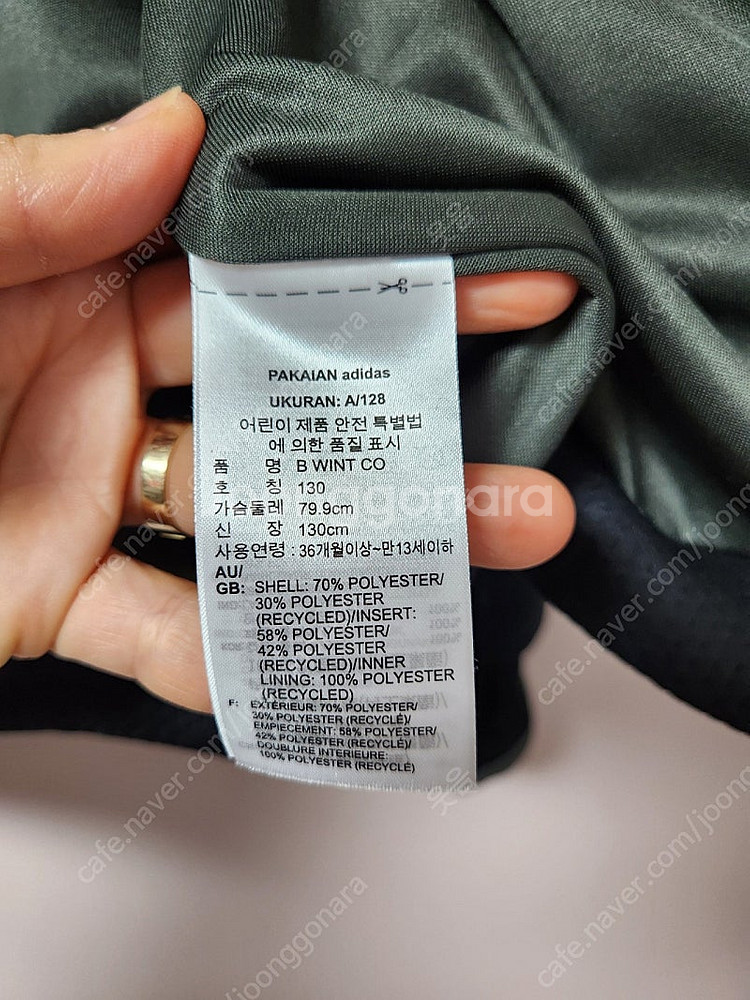 PAKAIAN adidas
UKURAN: A/128
어린이 제품 안전 특별법
에 의한 품질 표시
품 명 B WINT CO
호 칭 130
가슴둘레 79.9cm
신 장 130cm
사용연령 : 36개월이상~만13세이하
AU/
GB: SHELL: 70% POLYESTER/
30% POLYESTER
(RECYCLED)/INSERT:
58% POLYESTER/
42% POLYESTER
(RECYCLED)/INNER
LINING: 100% POLYESTER
(RECYCLED)
F: EXTÉRIEUR: 70% POLYESTER/
30% POLYESTER (RECYCLÉ)/
EMPIECEMENT: 58% POLYESTER/
42% POLYESTER (RECYCLÉ)/
DOUBLURE INTERIEURE:
100% POLYESTER (RECYCLÉ)
joonggonara
cafe.naver.com/joonggonara